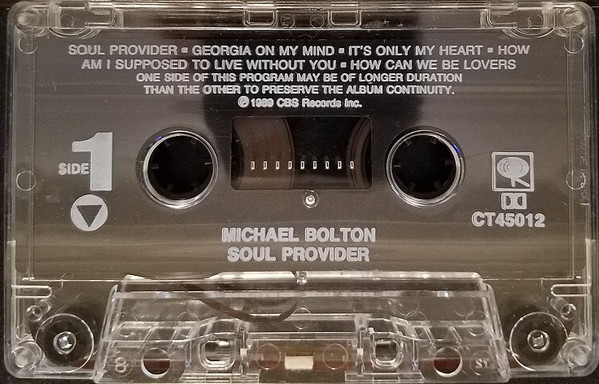 SOUL PROVIDER ▪ GEORGIA ON MY MIND ▪ IT'S ONLY MY HEART ▪ HOW
AM I SUPPOSED TO LIVE WITHOUT YOU ▪ HOW CAN WE BE LOVERS
ONE SIDE OF THIS PROGRAM MAY BE OF LONGER DURATION
THAN THE OTHER TO PRESERVE THE ALBUM CONTINUITY.
℗ 1989 CBS Records Inc.
SIDE 1
CT45012
MICHAEL BOLTON
SOUL PROVIDER
8
SY